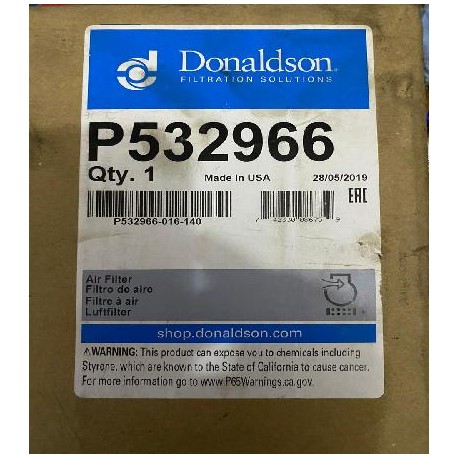 Donaldson®
FILTRATION SOLUTIONS
P532966
Qty. 1 Made In USA 28/05/2019
EAC
P532966-016-140
Air Filter
Filtro de aire
Filtre à air
Luftfilter
shop.donaldson.com
⚠WARNING: This product can expose you to chemicals including
Styrene, which are known to the State of California to cause cancer.
For more information go to www.P65Warnings.ca.gov.